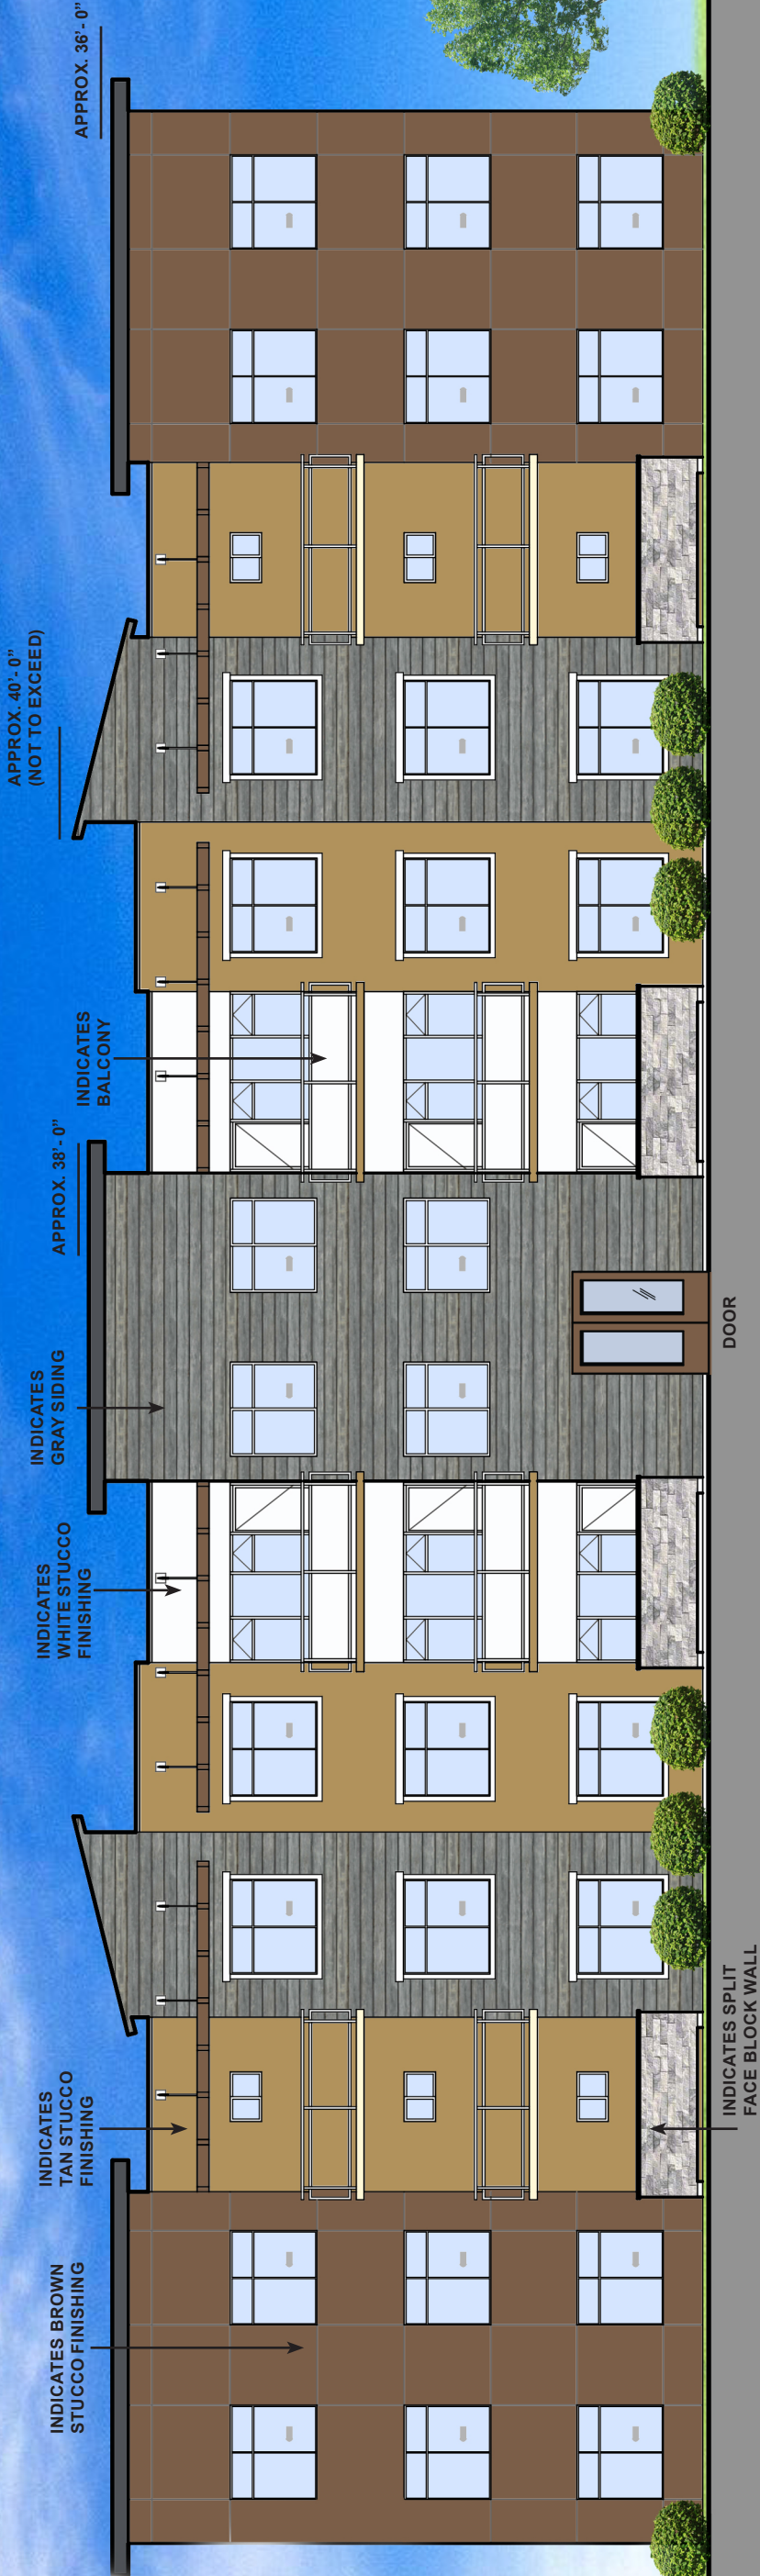 INDICATES BROWN
STUCCO FINISHING
INDICATES
TAN STUCCO
FINISHING
INDICATES
WHITE STUCCO
FINISHING
INDICATES
GRAY SIDING
APPROX. 38'- 0"
INDICATES
BALCONY
APPROX. 40'- 0"
(NOT TO EXCEED)
APPROX. 36'- 0"
INDICATES SPLIT
FACE BLOCK WALL
DOOR